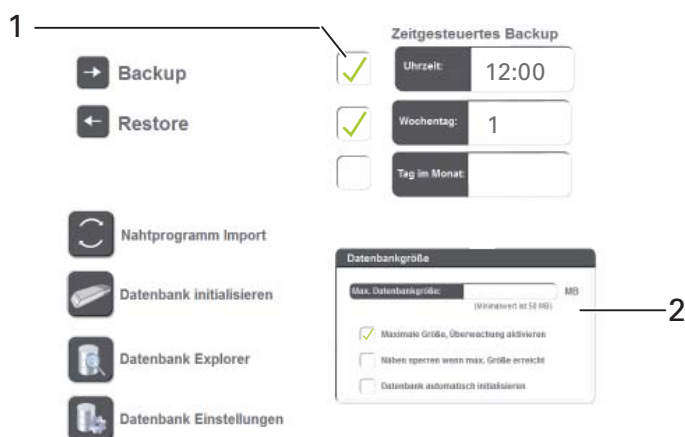 1
Zeitgesteuertes Backup
Backup
Uhrzeit: 12:00
Restore
Wochentag: 1
Tag im Monat:
Nahtprogramm Import
Datenbank initialisieren
Datenbank Explorer
Datenbank Einstellungen
Datenbankgröße
Max. Datenbankgröße: MB
(Minimalwert ist 50 MB)
2
Maximale Größe, Überwachung aktivieren
Nähen sperren wenn max. Größe erreicht
Datenbank automatisch initialisieren